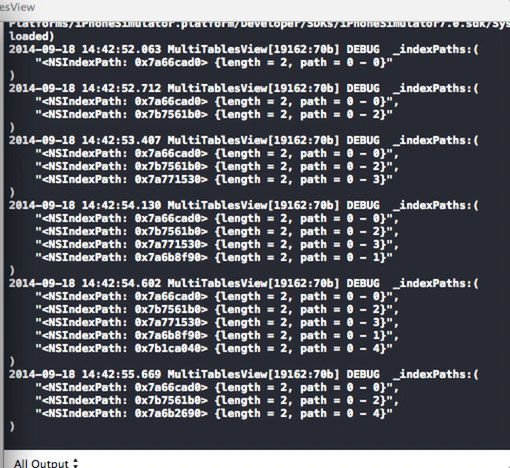 esView
Platforms/iPhoneSimulator.platform/Developer/SDKs/iPhoneSimulator7.0.sdk/Sys
loaded)
2014-09-18 14:42:52.063 MultiTablesView[19162:70b] DEBUG  _indexPaths:(
    "<NSIndexPath: 0x7a66cad0> {length = 2, path = 0 - 0}"
)
2014-09-18 14:42:52.712 MultiTablesView[19162:70b] DEBUG  _indexPaths:(
    "<NSIndexPath: 0x7a66cad0> {length = 2, path = 0 - 0}",
    "<NSIndexPath: 0x7b7561b0> {length = 2, path = 0 - 2}"
)
2014-09-18 14:42:53.407 MultiTablesView[19162:70b] DEBUG  _indexPaths:(
    "<NSIndexPath: 0x7a66cad0> {length = 2, path = 0 - 0}",
    "<NSIndexPath: 0x7b7561b0> {length = 2, path = 0 - 2}",
    "<NSIndexPath: 0x7a771530> {length = 2, path = 0 - 3}"
)
2014-09-18 14:42:54.130 MultiTablesView[19162:70b] DEBUG  _indexPaths:(
    "<NSIndexPath: 0x7a66cad0> {length = 2, path = 0 - 0}",
    "<NSIndexPath: 0x7b7561b0> {length = 2, path = 0 - 2}",
    "<NSIndexPath: 0x7a771530> {length = 2, path = 0 - 3}",
    "<NSIndexPath: 0x7a6b8f90> {length = 2, path = 0 - 1}"
)
2014-09-18 14:42:54.602 MultiTablesView[19162:70b] DEBUG  _indexPaths:(
    "<NSIndexPath: 0x7a66cad0> {length = 2, path = 0 - 0}",
    "<NSIndexPath: 0x7b7561b0> {length = 2, path = 0 - 2}",
    "<NSIndexPath: 0x7a771530> {length = 2, path = 0 - 3}",
    "<NSIndexPath: 0x7a6b8f90> {length = 2, path = 0 - 1}",
    "<NSIndexPath: 0x7b1ca040> {length = 2, path = 0 - 4}"
)
2014-09-18 14:42:55.669 MultiTablesView[19162:70b] DEBUG  _indexPaths:(
    "<NSIndexPath: 0x7a66cad0> {length = 2, path = 0 - 0}",
    "<NSIndexPath: 0x7b7561b0> {length = 2, path = 0 - 2}",
    "<NSIndexPath: 0x7a6b2690> {length = 2, path = 0 - 4}"
)
All Output